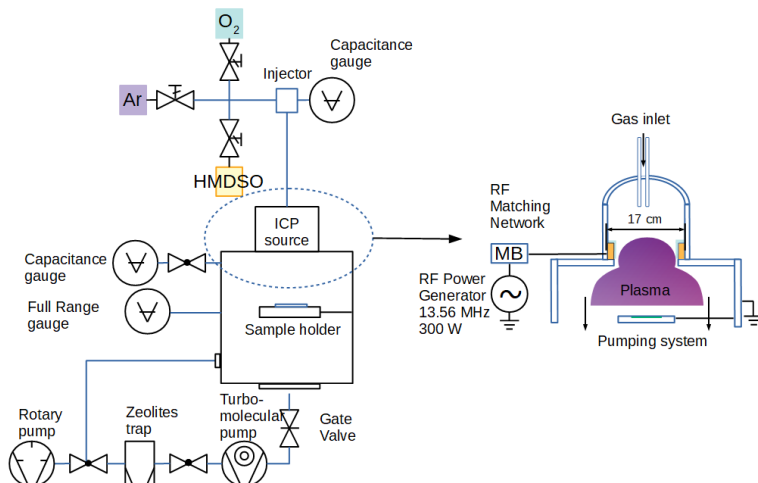 O2
Capacitance
gauge
Injector
Ar
HMDSO
ICP
source
Capacitance
gauge
Full Range
gauge
Sample holder
Rotary
pump
Zeolites
trap
Turbo-
molecular
pump
Gate
Valve
Gas inlet
RF
Matching
Network
17 cm
MB
RF Power
Generator
13.56 MHz
300 W
Plasma
Pumping system